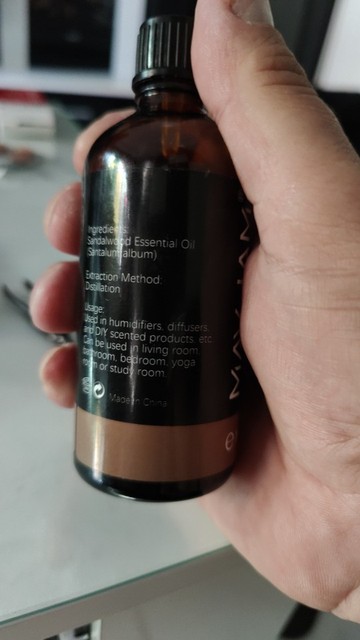 Ingredients:
Sandalwood Essential Oil
(Santalum album)
Extraction Method:
Distillation
Usage:
Used in humidifiers, diffusers
and DIY scented products, etc.
Can be used in living room,
bathroom, bedroom, yoga
room or study room.
Made in China
MAYJAM